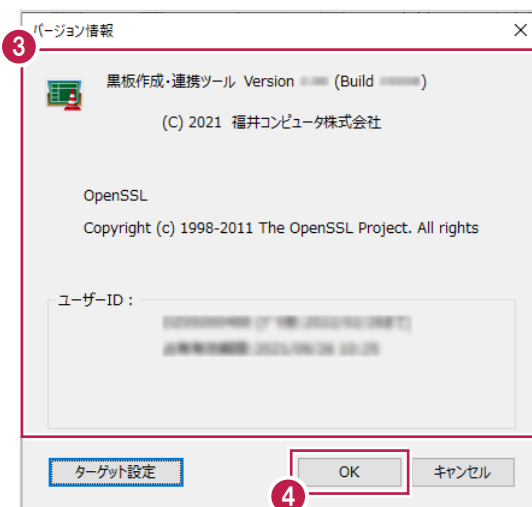 バージョン情報
3
黒板作成・連携ツール Version (Build )
(C) 2021 福井コンピュータ株式会社
OpenSSL
Copyright (c) 1998-2011 The OpenSSL Project. All rights
ユーザーID：
ターゲット設定 OK キャンセル
4